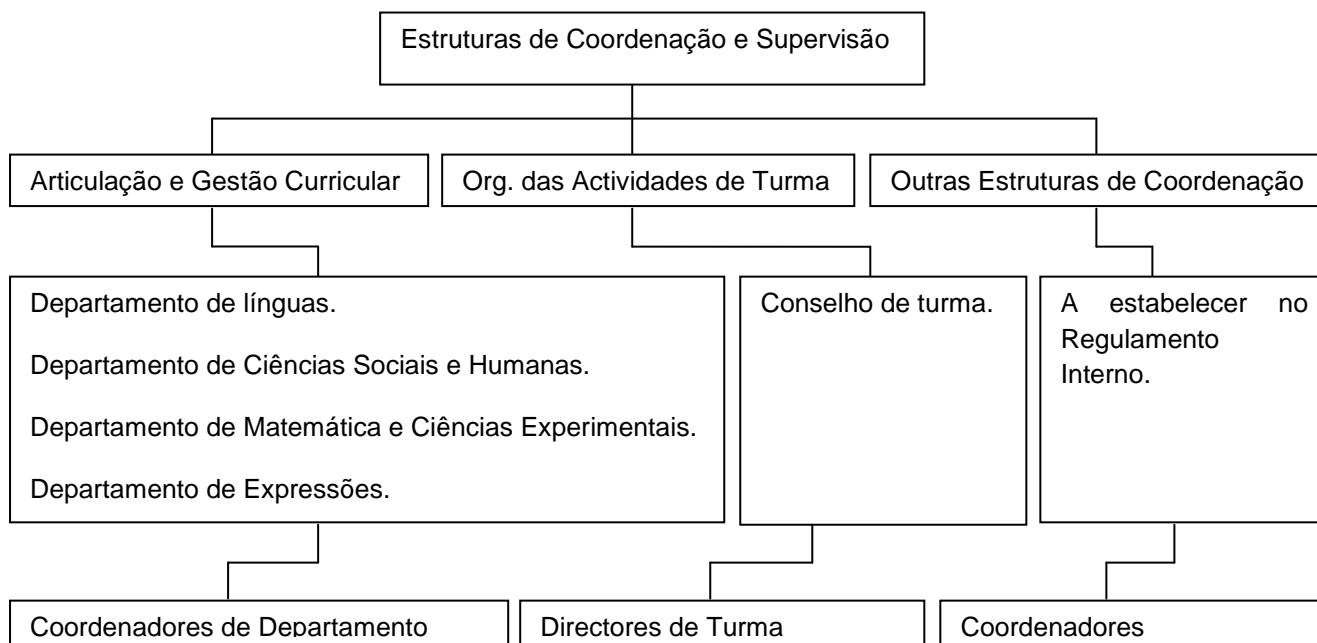 Estruturas de Coordenação e Supervisão
Articulação e Gestão Curricular
Org. das Actividades de Turma
Outras Estruturas de Coordenação
Departamento de línguas.
Departamento de Ciências Sociais e Humanas.
Departamento de Matemática e Ciências Experimentais.
Departamento de Expressões.
Conselho de turma.
A estabelecer no
Regulamento
Interno.
Coordenadores de Departamento
Directores de Turma
Coordenadores